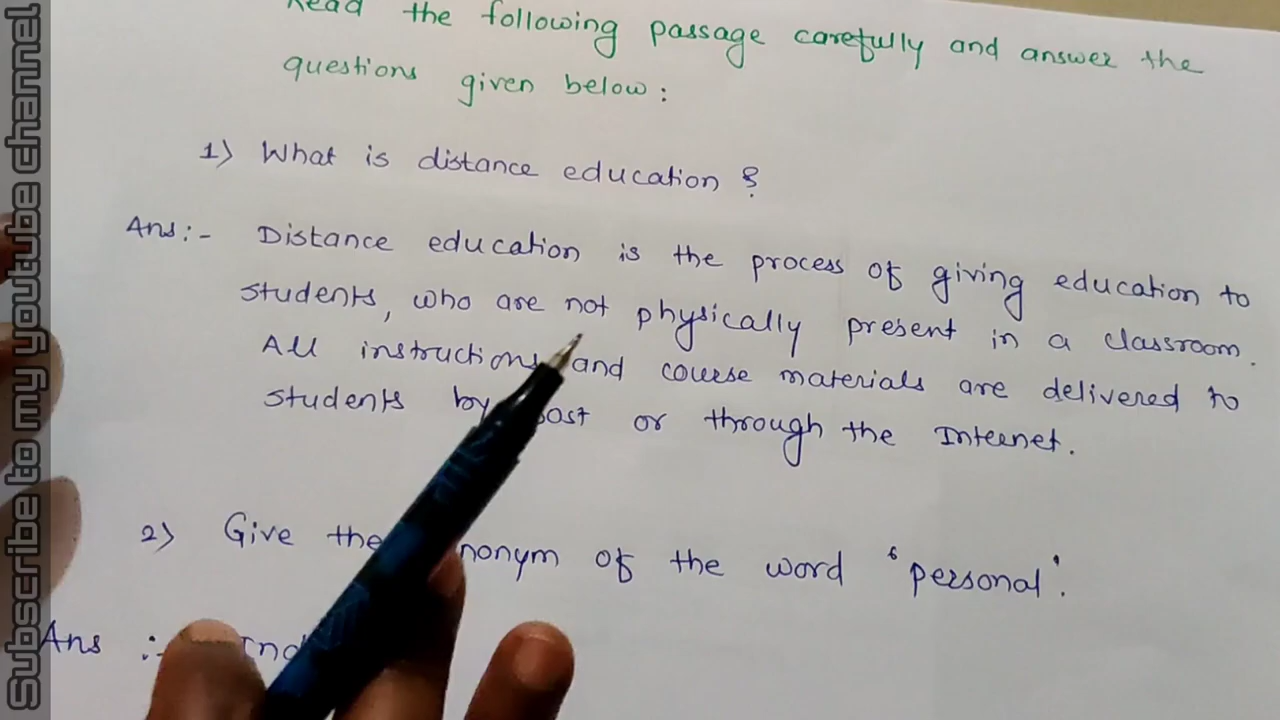 Read the following passage carefully and answer the
questions given below:
1) What is distance education?
Ans:- Distance education is the process of giving education to
students, who are not physically present in a classroom.
All instructions and course materials are delivered to
students by post or through the Internet.
2) Give the of the word 'personal'.
Ans :-
Subscribe to my youtube channel